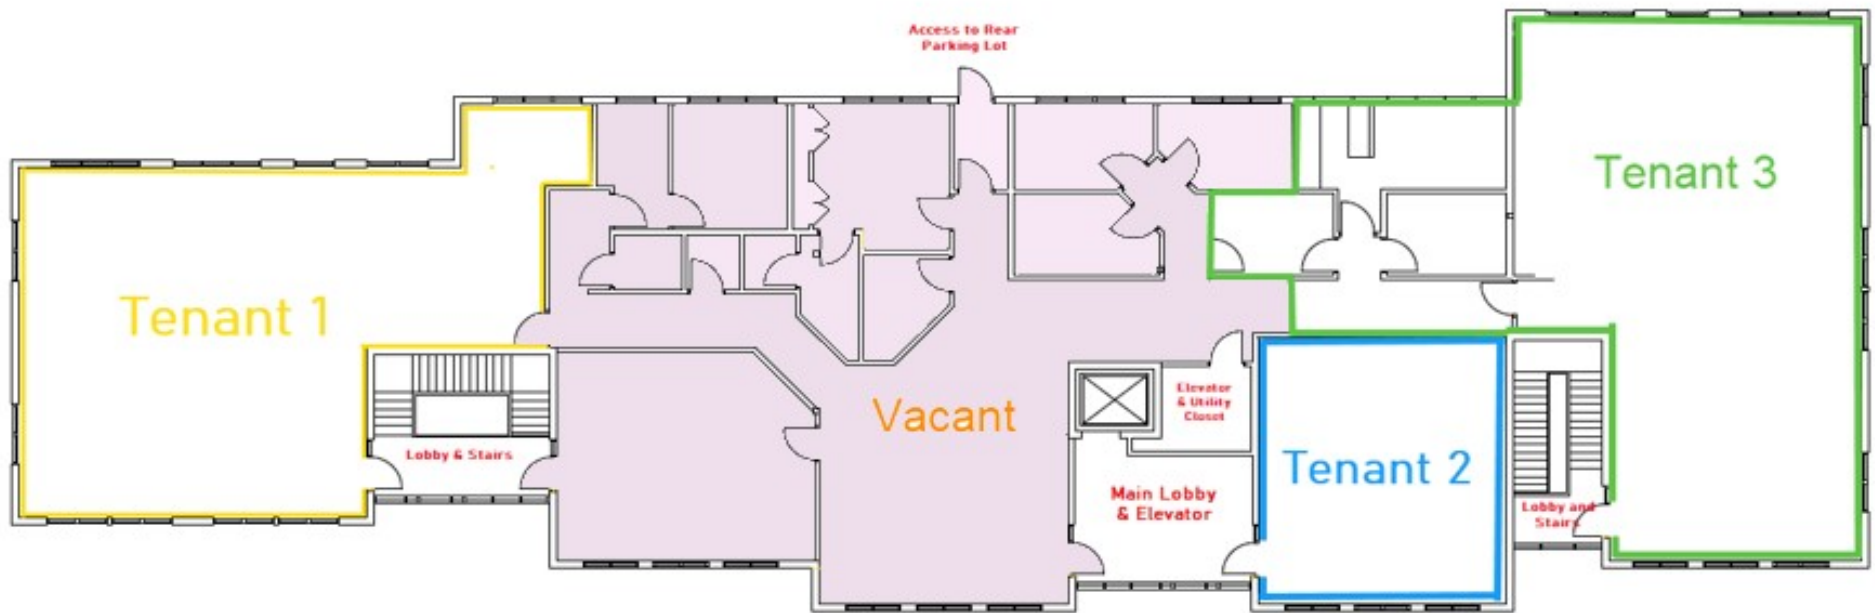 Access to Rear
Parking Lot
Tenant 3
Tenant 1
Vacant
Elevator
& Utility
Closet
Lobby & Stairs
Tenant 2
Main Lobby
& Elevator
Lobby and
Stairs